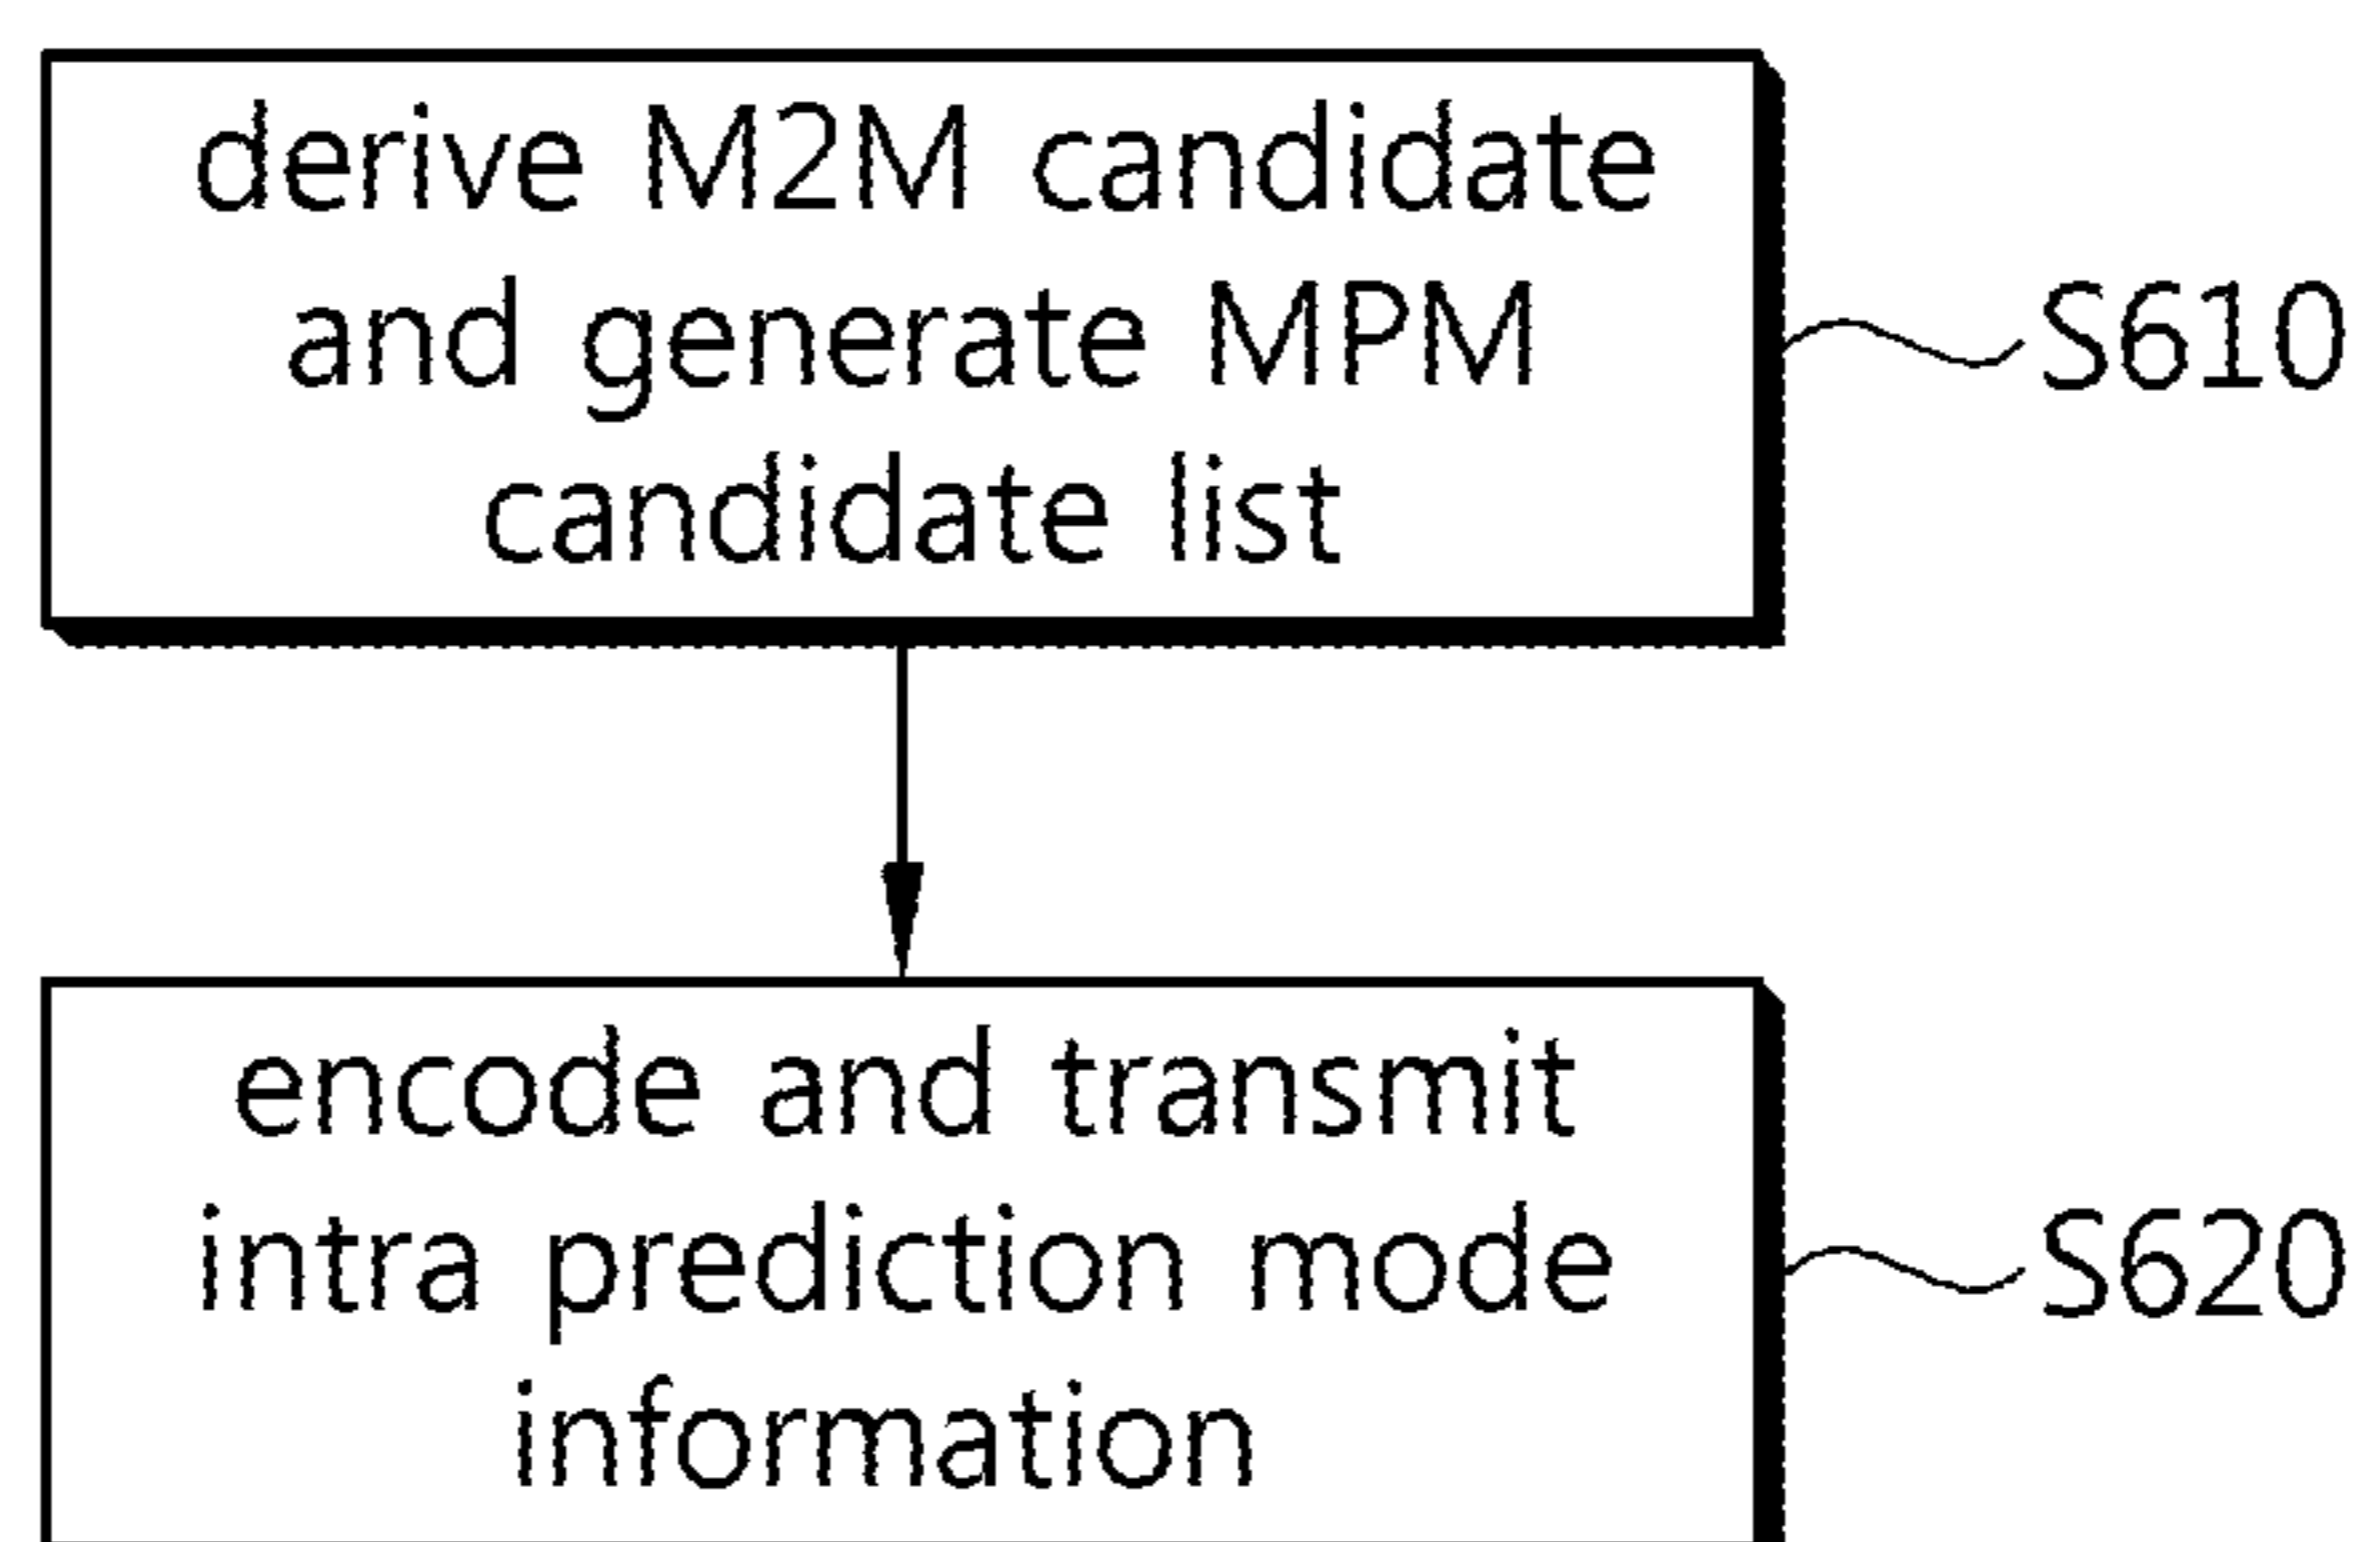 derive M2M candidate
and generate MPM
candidate list
S610
encode and transmit
intra prediction mode
information
S620